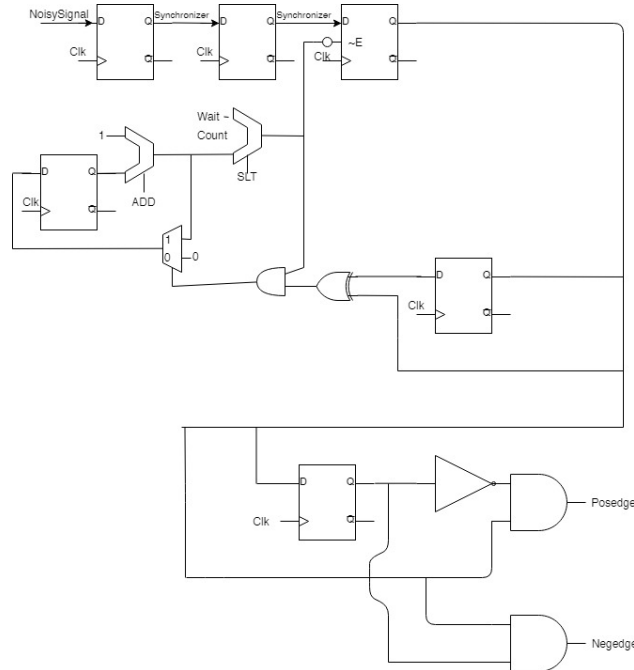 NoisySignal D Q Synchronizer D Q Synchronizer D Q
Clk Q Clk Q Clk ~E Q
Wait ~
1 Count
D Q SLT
Clk Q ADD
1
0 0
D Q
Clk Q
D Q
Posedge
Clk Q
Negedge